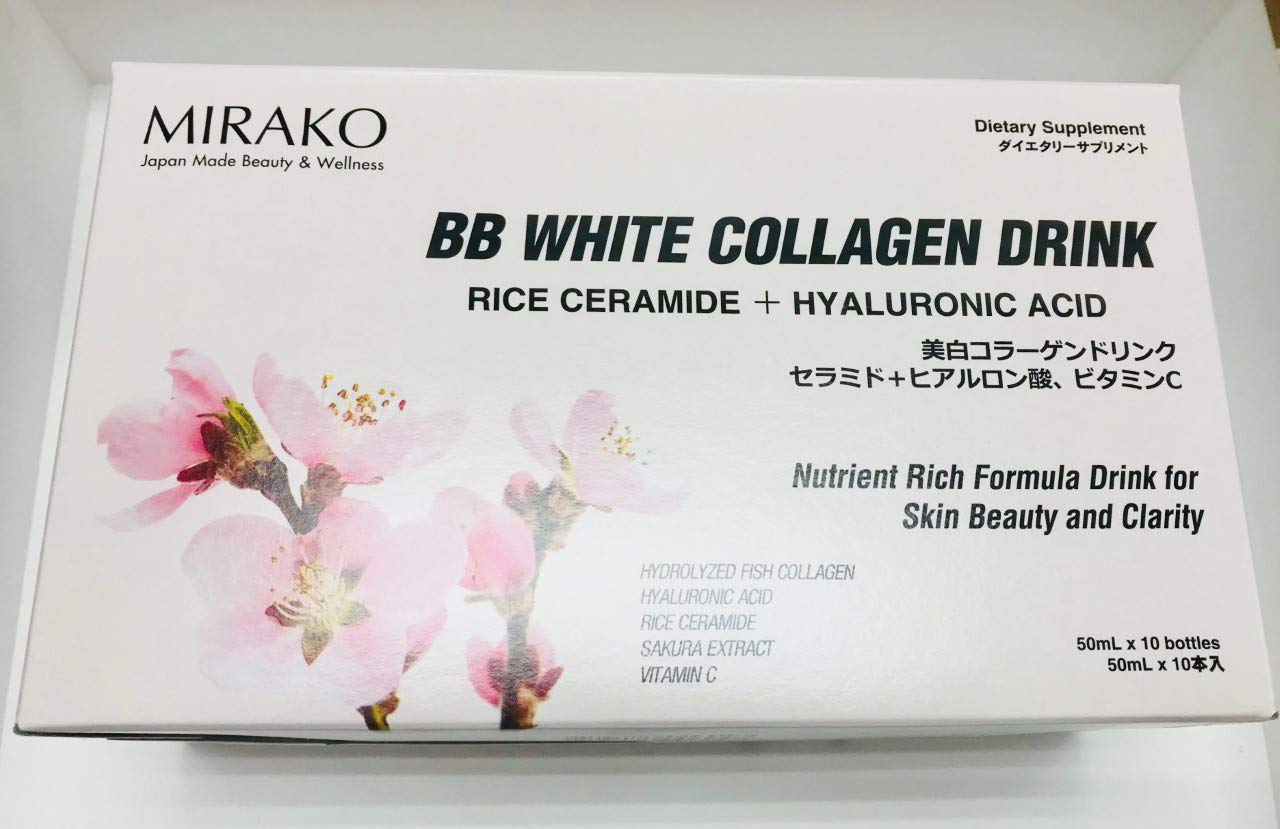 MIRAKO
Japan Made Beauty & Wellness
Dietary Supplement
ダイエタリーサプリメント
BB WHITE COLLAGEN DRINK
RICE CERAMIDE + HYALURONIC ACID
美白コラーゲンドリンク
セラミド+ヒアルロン酸、ビタミンC
Nutrient Rich Formula Drink for
Skin Beauty and Clarity
HYDROLYZED FISH COLLAGEN
HYALURONIC ACID
RICE CERAMIDE
SAKURA EXTRACT
VITAMIN C
50mL x 10 bottles
50mL x 10本入